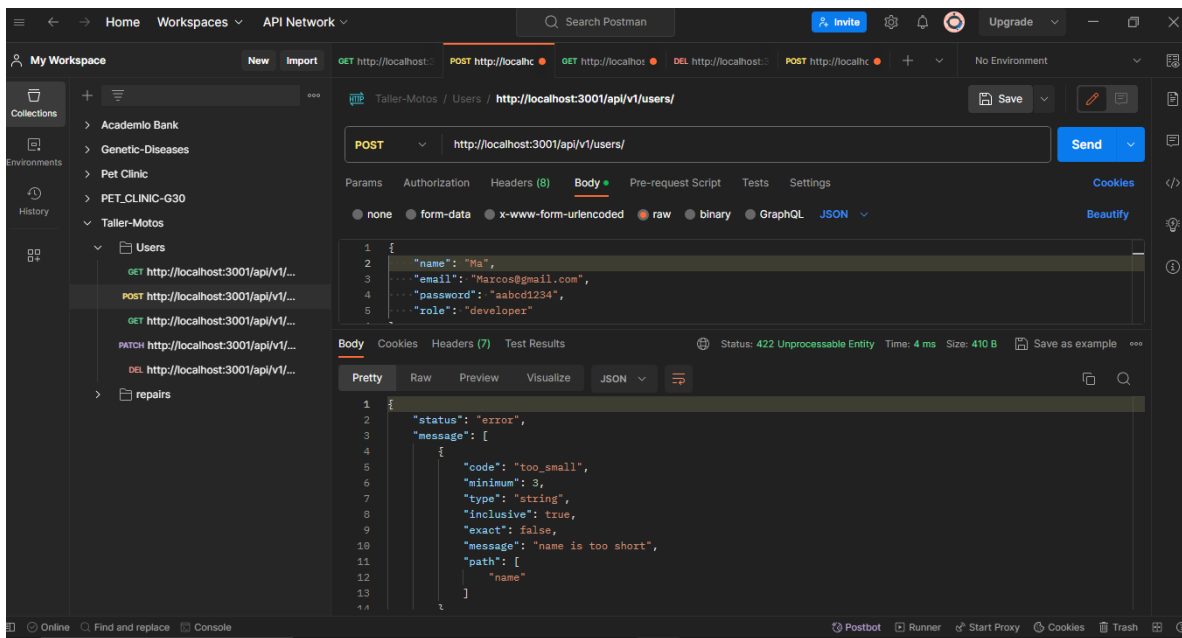 Home Workspaces API Network Search Postman Invite Upgrade
My Workspace New Import GET http://localhost: POST http://localhc GET http://localhos DEL http://localhost: POST http://localhc No Environment
Collections
Environments
History
Academlo Bank
Genetic-Diseases
Pet Clinic
PET_CLINIC-G30
Taller-Motos
Users
GET http://localhost:3001/api/v1/...
POST http://localhost:3001/api/v1/...
GET http://localhost:3001/api/v1/...
PATCH http://localhost:3001/api/v1/...
DEL http://localhost:3001/api/v1/...
repairs
HTTP Taller-Motos / Users / http://localhost:3001/api/v1/users/ Save
POST http://localhost:3001/api/v1/users/ Send
Params Authorization Headers (8) Body Pre-request Script Tests Settings Cookies
none form-data x-www-form-urlencoded raw binary GraphQL JSON Beautify
1 {
2 "name": "Ma",
3 "email": "Marcos@gmail.com",
4 "password": "aabcd1234",
5 "role": "developer"
Body Cookies Headers (7) Test Results Status: 422 Unprocessable Entity Time: 4 ms Size: 410 B Save as example
Pretty Raw Preview Visualize JSON
1 {
2 "status": "error",
3 "message": [
4 {
5 "code": "too_small",
6 "minimum": 3,
7 "type": "string",
8 "inclusive": true,
9 "exact": false,
10 "message": "name is too short",
11 "path": [
12 "name"
13 ]
14 }
Online Find and replace Console Postbot Runner Start Proxy Cookies Trash